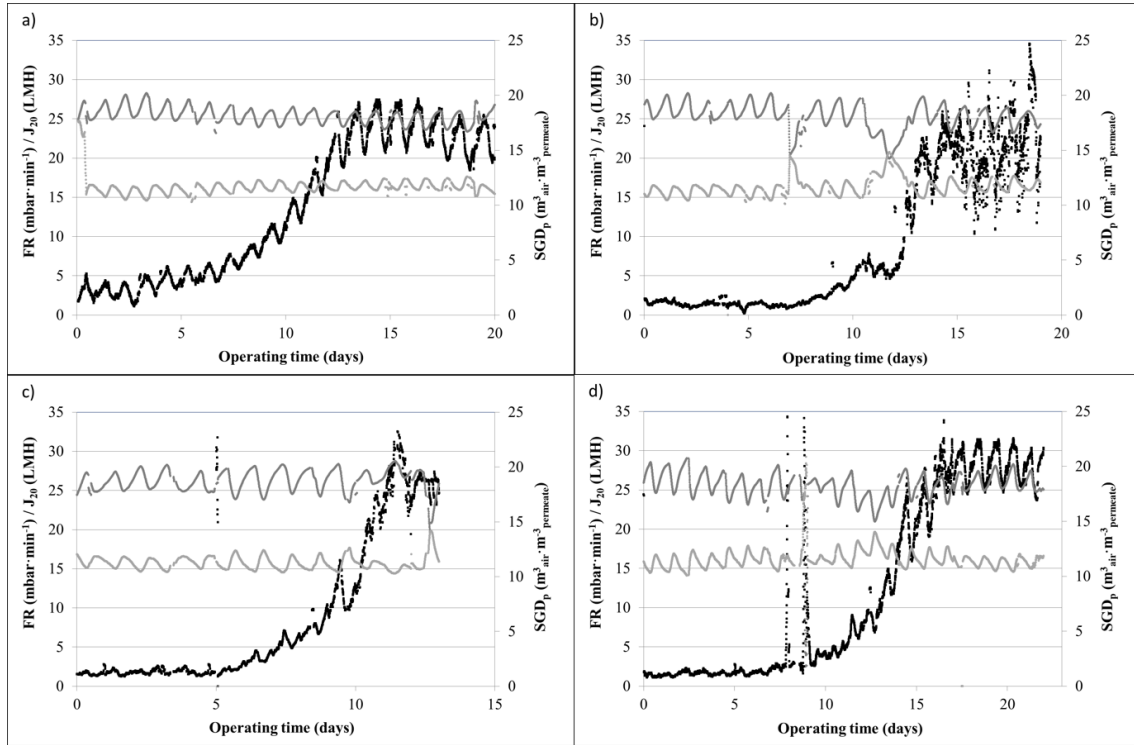 a)
35
30
25
20
15
10
5
0
FR (mbar·min⁻¹) / J₂₀ (LMH)
25
20
15
10
5
0
SGDₚ (m³ₐᵢᵣ·m⁻³ₚₑᵣₘₑₐₜₑ)
0 5 10 15 20
Operating time (days)
b)
35
30
25
20
15
10
5
0
FR (mbar·min⁻¹) / J₂₀ (LMH)
25
20
15
10
5
0
SGDₚ (m³ₐᵢᵣ·m⁻³ₚₑᵣₘₑₐₜₑ)
0 5 10 15 20
Operating time (days)
c)
35
30
25
20
15
10
5
0
FR (mbar·min⁻¹) / J₂₀ (LMH)
25
20
15
10
5
0
SGDₚ (m³ₐᵢᵣ·m⁻³ₚₑᵣₘₑₐₜₑ)
0 5 10 15
Operating time (days)
d)
35
30
25
20
15
10
5
0
FR (mbar·min⁻¹) / J₂₀ (LMH)
25
20
15
10
5
0
SGDₚ (m³ₐᵢᵣ·m⁻³ₚₑᵣₘₑₐₜₑ)
0 5 10 15 20
Operating time (days)